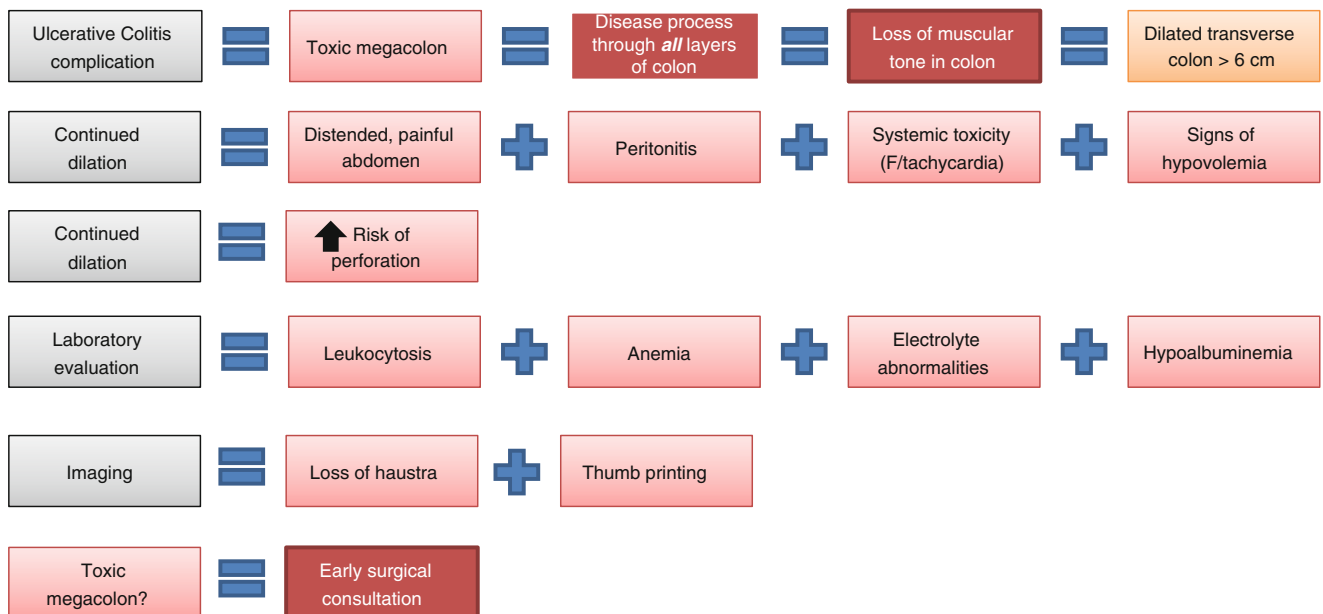 Ulcerative Colitis
complication
Toxic megacolon
Disease process
through all layers
of colon
Loss of muscular
tone in colon
Dilated transverse
colon > 6 cm
Continued
dilation
Distended, painful
abdomen
Peritonitis
Systemic toxicity
(F/tachycardia)
Signs of
hypovolemia
Continued
dilation
Risk of
perforation
Laboratory
evaluation
Leukocytosis
Anemia
Electrolyte
abnormalities
Hypoalbuminemia
Imaging
Loss of haustra
Thumb printing
Toxic
megacolon?
Early surgical
consultation